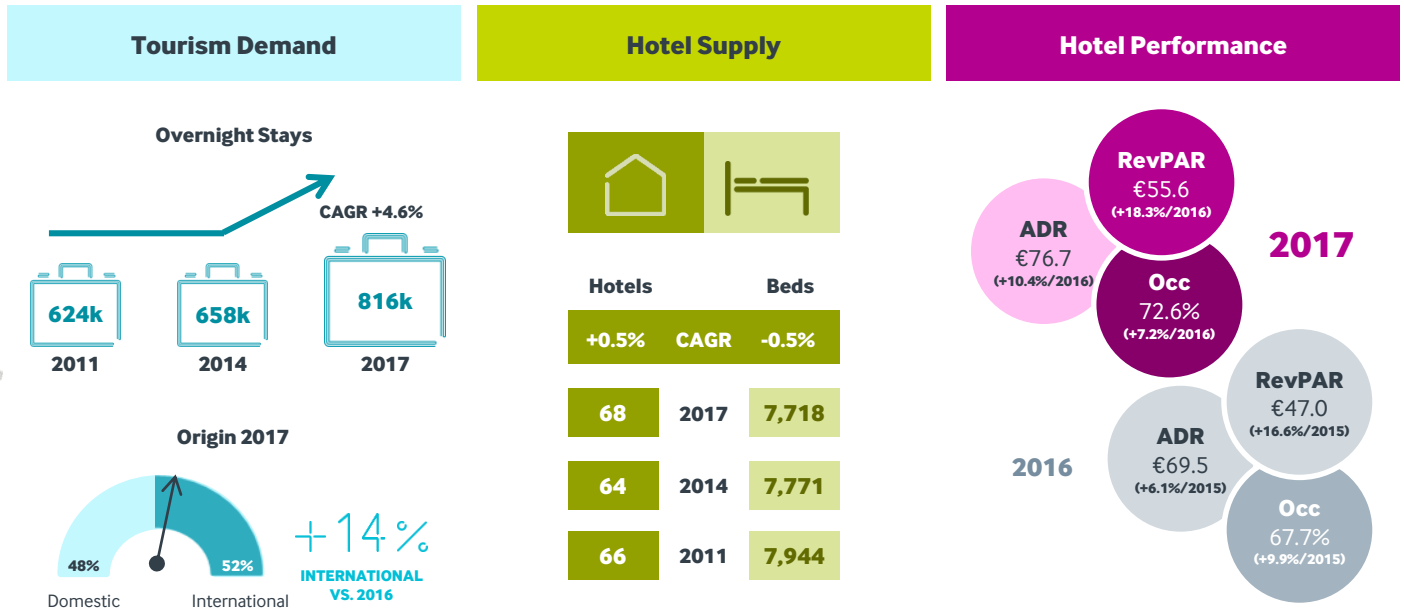 Tourism Demand
Overnight Stays
CAGR +4.6%
624k
658k
816k
2011
2014
2017
Origin 2017
48%
52%
Domestic
International
+14%
INTERNATIONAL
VS. 2016
Hotel Supply
Hotels
Beds
+0.5% CAGR -0.5%
68 2017 7,718
64 2014 7,771
66 2011 7,944
Hotel Performance
RevPAR
€55.6
(+18.3%/2016)
ADR
€76.7
(+10.4%/2016)
2017
Occ
72.6%
(+7.2%/2016)
RevPAR
€47.0
(+16.6%/2015)
ADR
€69.5
(+6.1%/2015)
2016
Occ
67.7%
(+9.9%/2015)